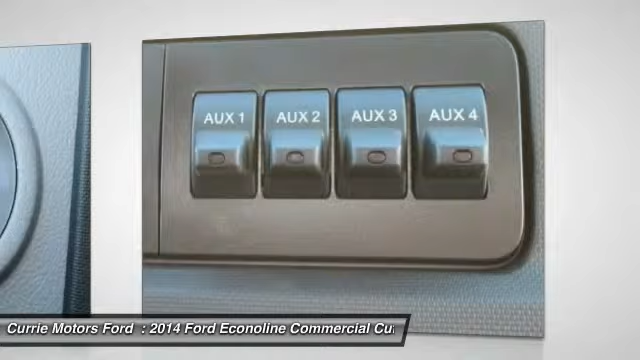 AUX 1 AUX 2 AUX 3 AUX 4
Currie Motors Ford : 2014 Ford Econoline Commercial